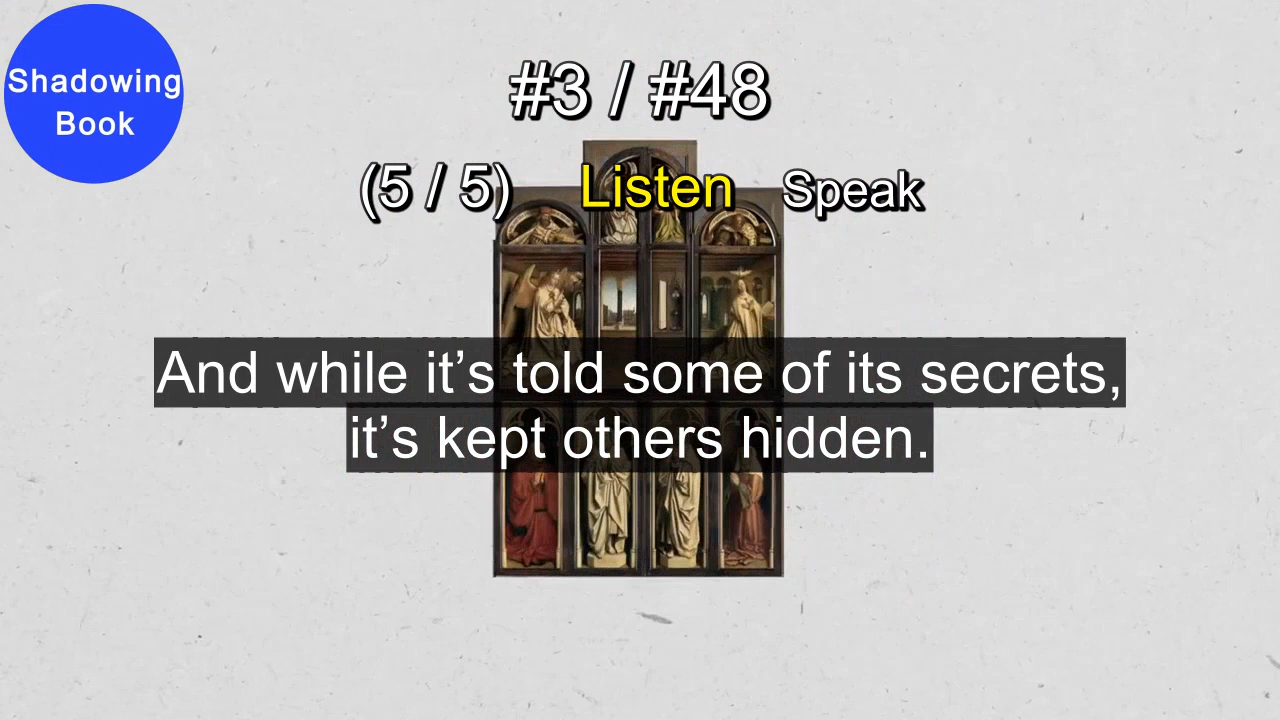 Shadowing
Book
#3 / #48
(5 / 5) Listen Speak
And while it’s told some of its secrets,
it’s kept others hidden.